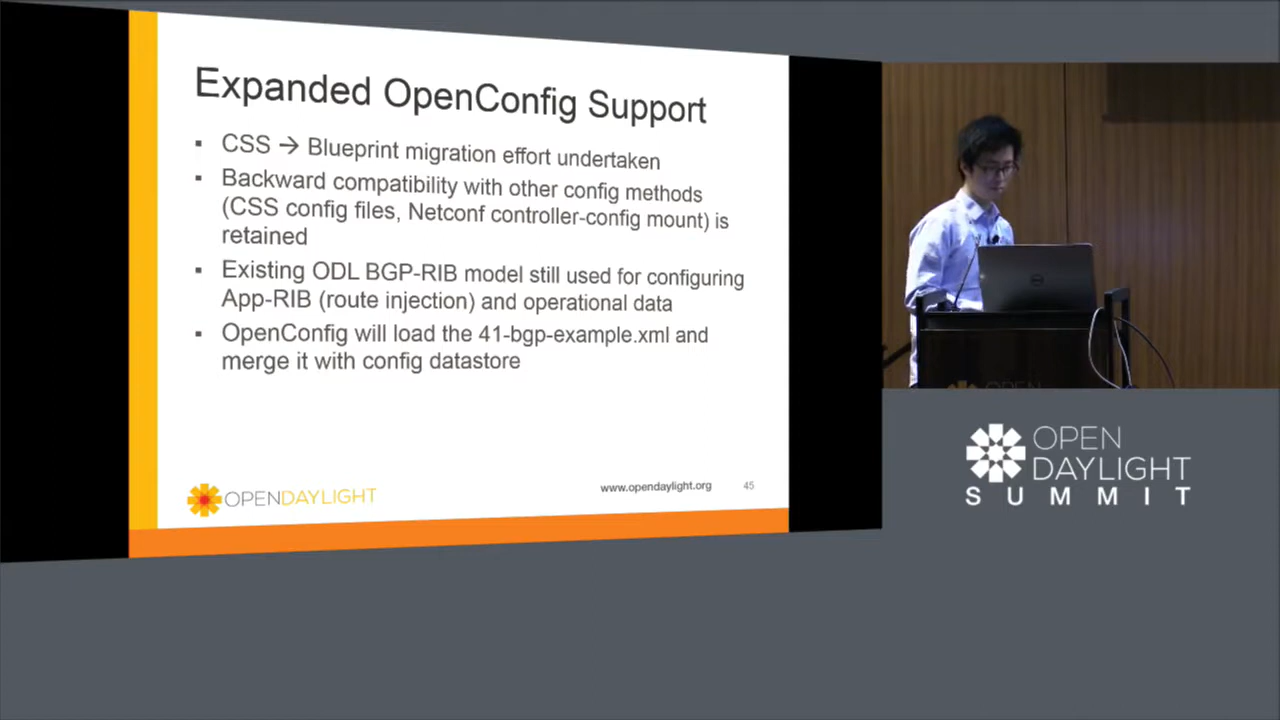 Expanded OpenConfig Support
▪ CSS → Blueprint migration effort undertaken
▪ Backward compatibility with other config methods
(CSS config files, Netconf controller-config mount) is
retained
▪ Existing ODL BGP-RIB model still used for configuring
App-RIB (route injection) and operational data
▪ OpenConfig will load the 41-bgp-example.xml and
merge it with config datastore
OPENDAYLIGHT
www.opendaylight.org
45
OPEN
DAYLIGHT
SUMMIT
DELL
OPEN